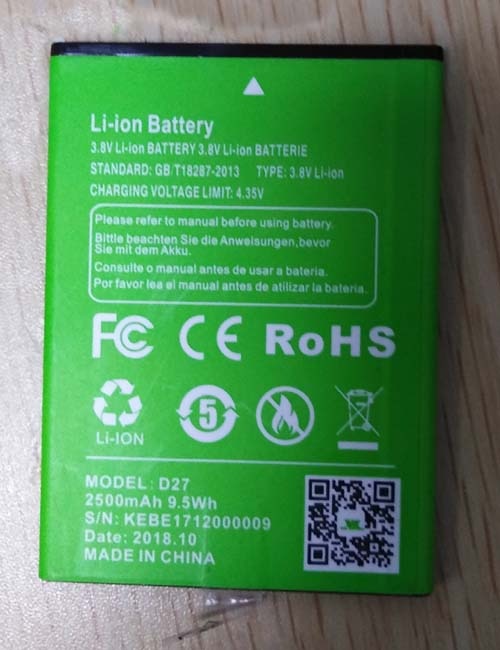 Li-ion Battery
3.8V Li-ion BATTERY 3.8V Li-ion BATTERIE
STANDARD: GB/T18287-2013 TYPE: 3.8V Li-ion
CHARGING VOLTAGE LIMIT: 4.35V
Please refer to manual before using battery.
Bittle beachten Sie die Anweisungen,bevor
Sie mit dem Akku.
Consulte o manual antes de usar a bateria.
Por favor lea el manual antes de utilizar la bateria.
FC CE RoHS
5
LI-ION
MODEL: D27
2500mAh 9.5Wh
S/N: KEBE1712000009
Date: 2018.10
MADE IN CHINA